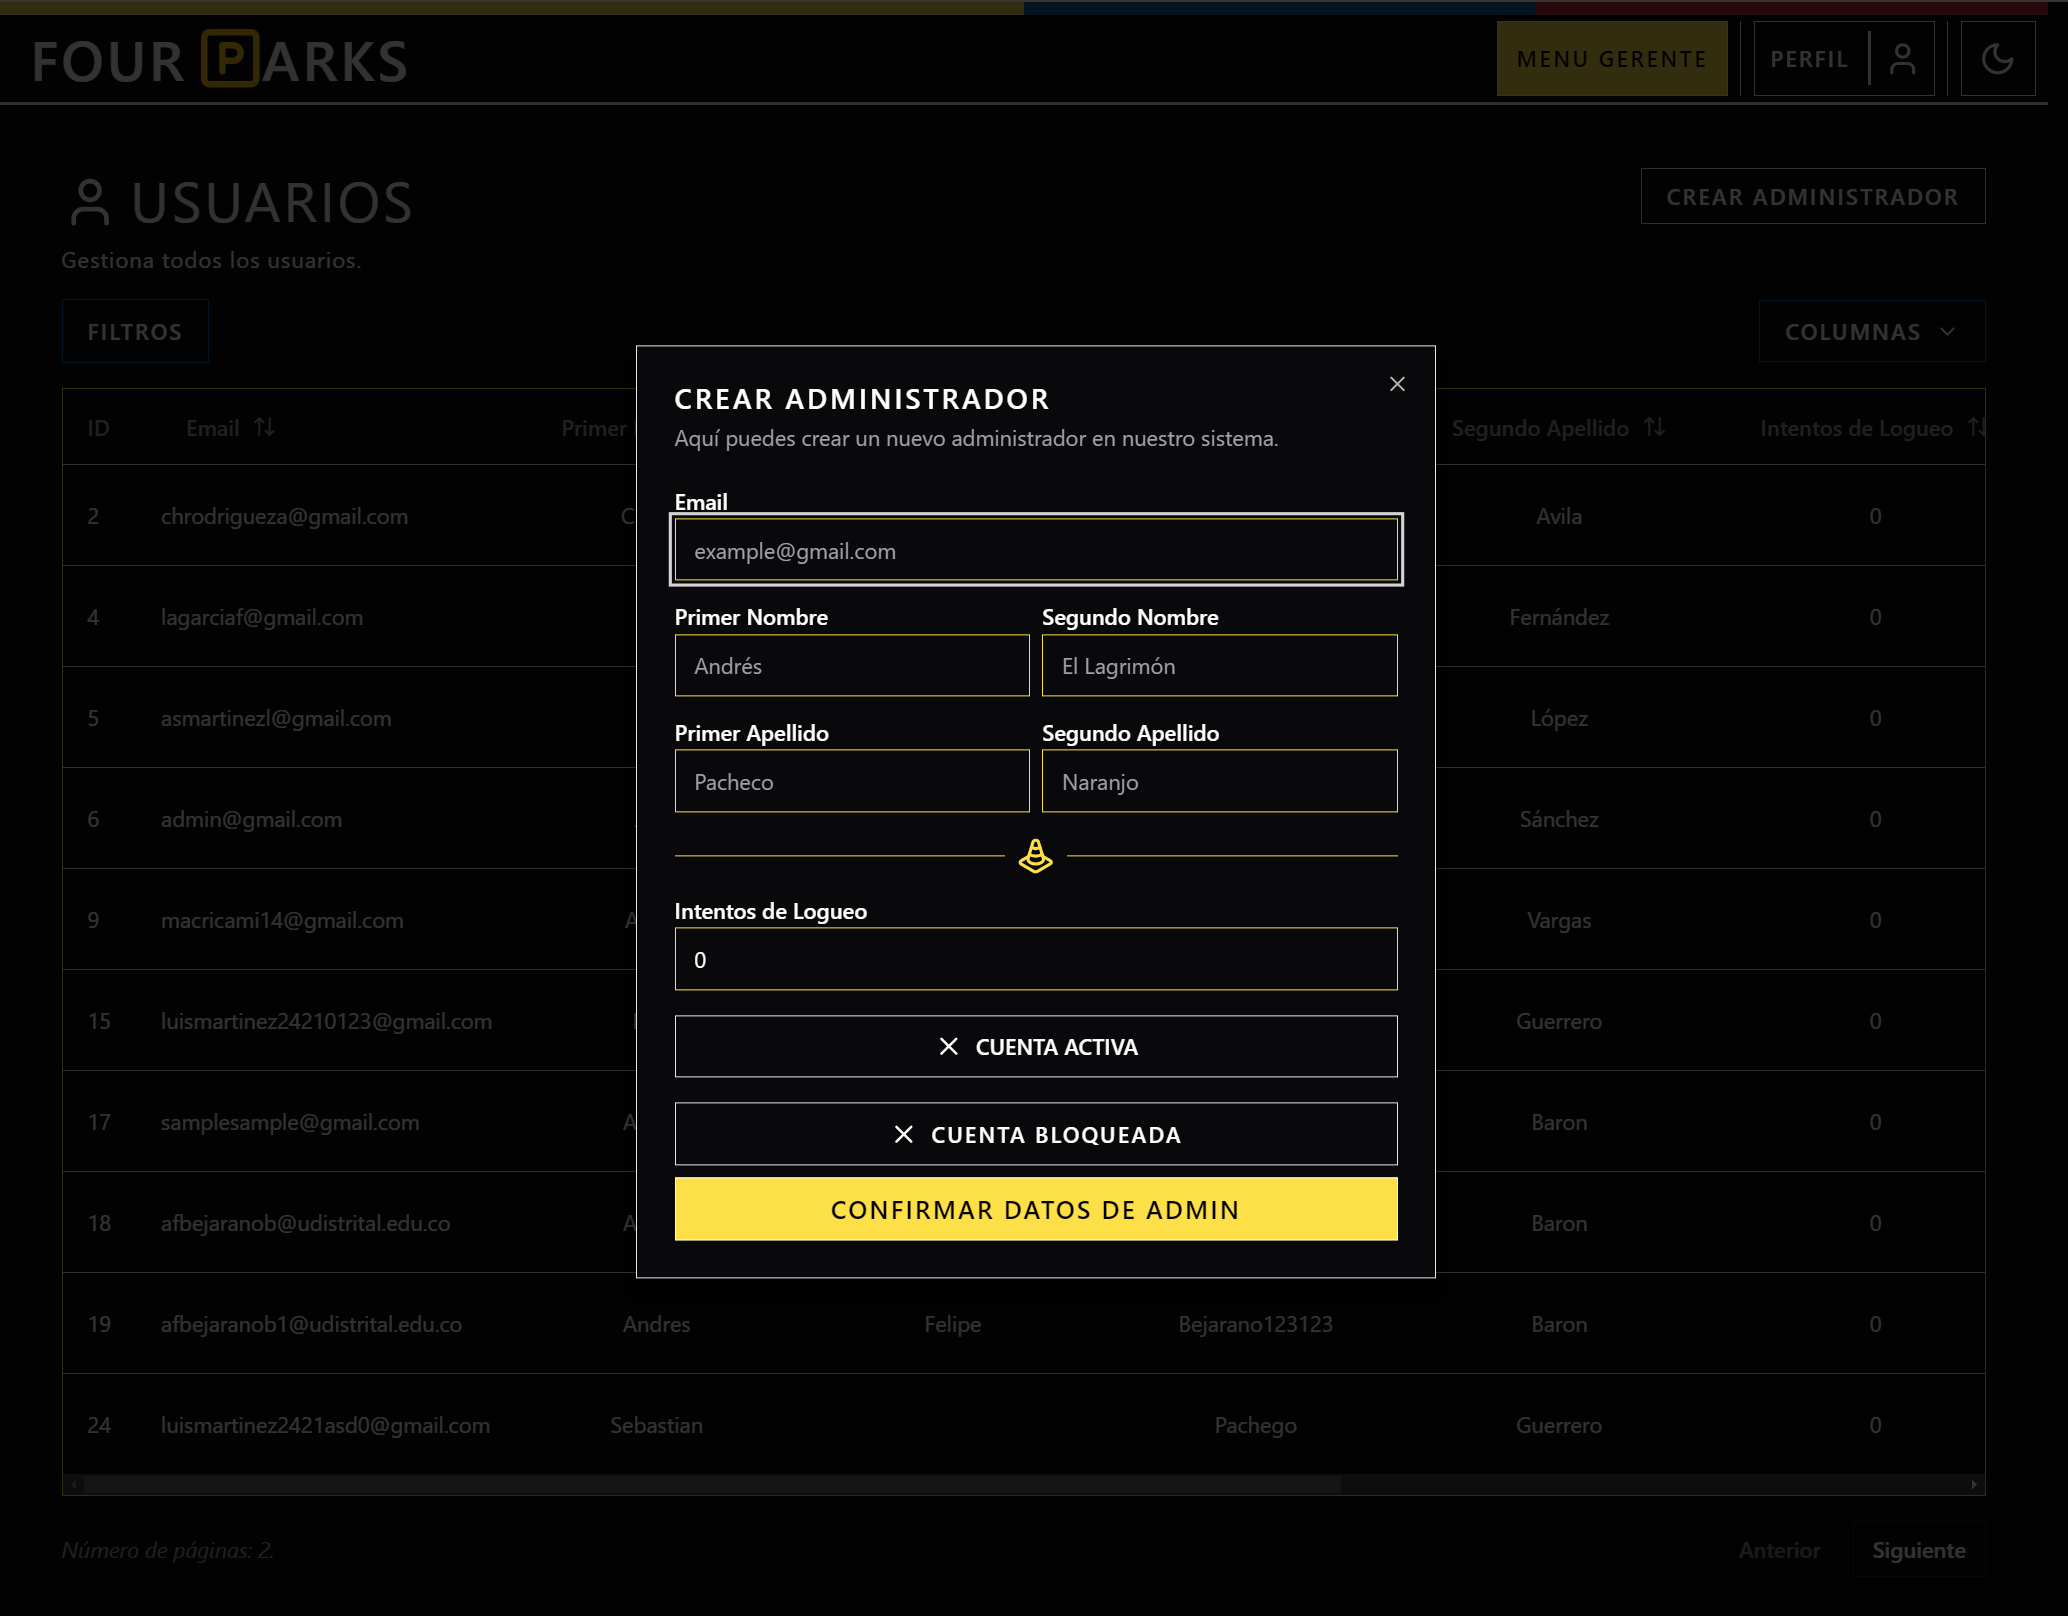 FOUR PARKS
MENU GERENTE
PERFIL
USUARIOS
CREAR ADMINISTRADOR
Gestiona todos los usuarios.
FILTROS
COLUMNAS
ID Email Primer Segundo Apellido Intentos de Logueo
2 chrodrigueza@gmail.com C Avila 0
4 lagarciaf@gmail.com Fernández 0
5 asmartinezl@gmail.com López 0
6 admin@gmail.com Sánchez 0
9 macricami14@gmail.com A Vargas 0
15 luismartinez24210123@gmail.com Guerrero 0
17 samplesample@gmail.com A Baron 0
18 afbejaranob@udistrital.edu.co A Baron 0
19 afbejaranob1@udistrital.edu.co Andres Felipe Bejarano123123 Baron 0
24 luismartinez2421asd0@gmail.com Sebastian Pachego Guerrero 0
Número de páginas: 2.
Anterior
Siguiente
CREAR ADMINISTRADOR
Aquí puedes crear un nuevo administrador en nuestro sistema.
Email
example@gmail.com
Primer Nombre Segundo Nombre
Andrés El Lagrimón
Primer Apellido Segundo Apellido
Pacheco Naranjo
Intentos de Logueo
0
CUENTA ACTIVA
CUENTA BLOQUEADA
CONFIRMAR DATOS DE ADMIN